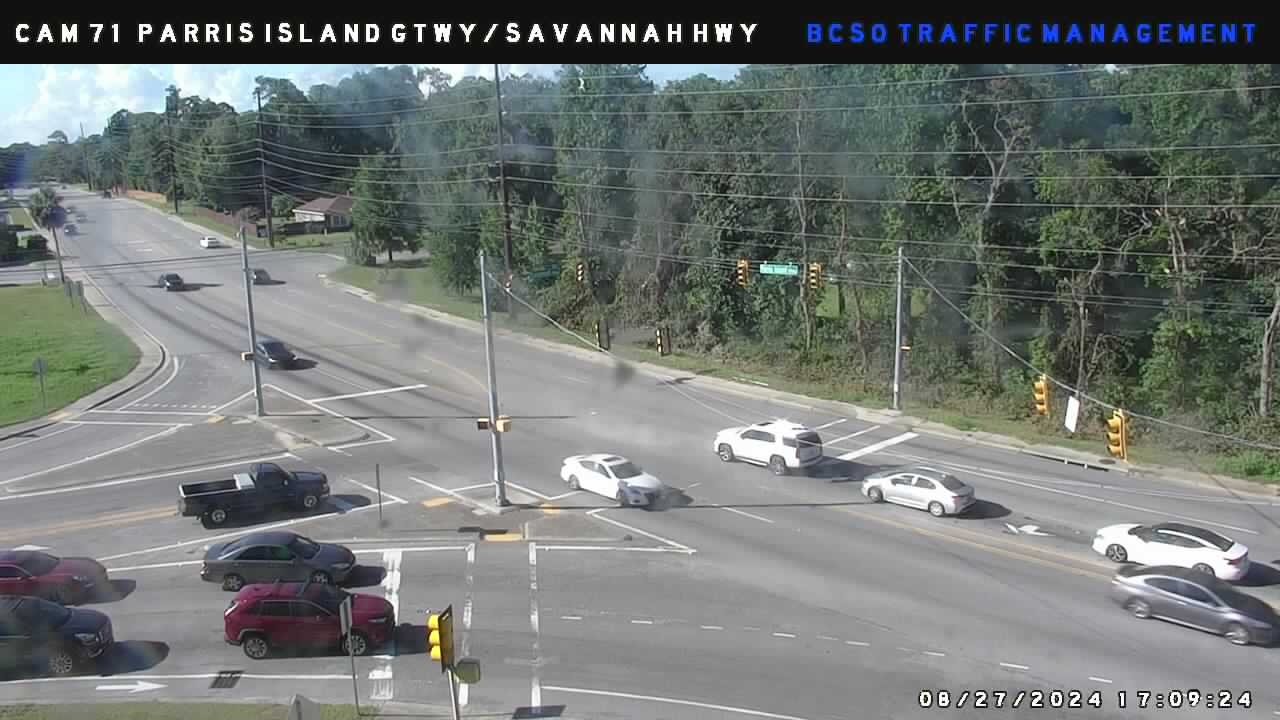 CAM 71 PARRIS ISLAND GTWY/SAVANNAH HWY
BCSO TRAFFIC MANAGEMENT
08/27/2024 17:09:24